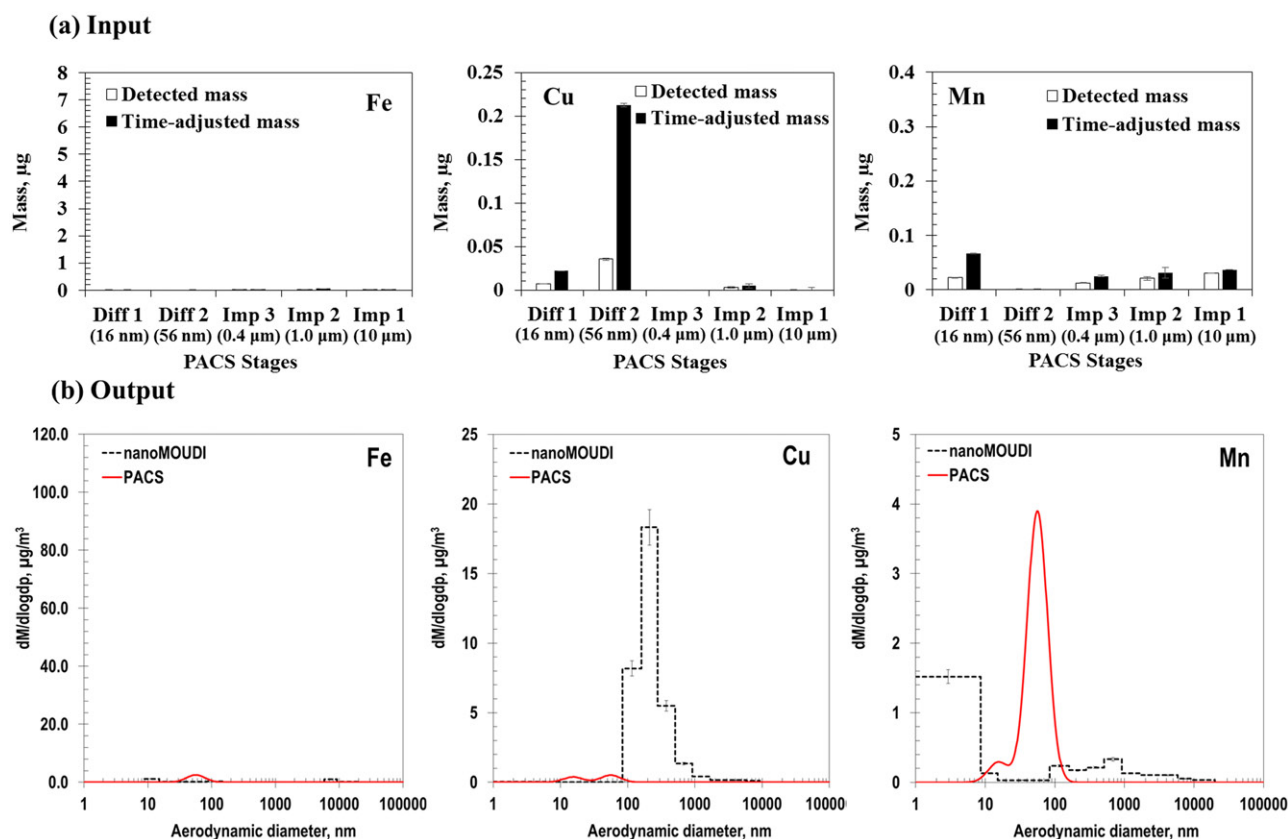 (a) Input
8
7
6
5
4
3
2
1
0
Mass, µg
Detected mass
Time-adjusted mass
Fe
Diff 1 Diff 2 Imp 3 Imp 2 Imp 1
(16 nm) (56 nm) (0.4 µm) (1.0 µm) (10 µm)
PACS Stages
0.25
0.2
0.15
0.1
0.05
0
Mass, µg
Detected mass
Time-adjusted mass
Cu
Diff 1 Diff 2 Imp 3 Imp 2 Imp 1
(16 nm) (56 nm) (0.4 µm) (1.0 µm) (10 µm)
PACS Stages
0.4
0.3
0.2
0.1
0
Mass, µg
Mn
Detected mass
Time-adjusted mass
Diff 1 Diff 2 Imp 3 Imp 2 Imp 1
(16 nm) (56 nm) (0.4 µm) (1.0 µm) (10 µm)
PACS Stages
(b) Output
120.0
100.0
80.0
60.0
40.0
20.0
0.0
dM/dlogdp, µg/m³
nanoMOUDI
PACS
Fe
1 10 100 1000 10000 100000
Aerodynamic diameter, nm
25
20
15
10
5
0
dM/dlogdp, µg/m³
nanoMOUDI
PACS
Cu
1 10 100 1000 10000 100000
Aerodynamic diameter, nm
5
4
3
2
1
0
dM/dlogdp, µg/m³
nanoMOUDI
PACS
Mn
1 10 100 1000 10000 100000
Aerodynamic diameter, nm